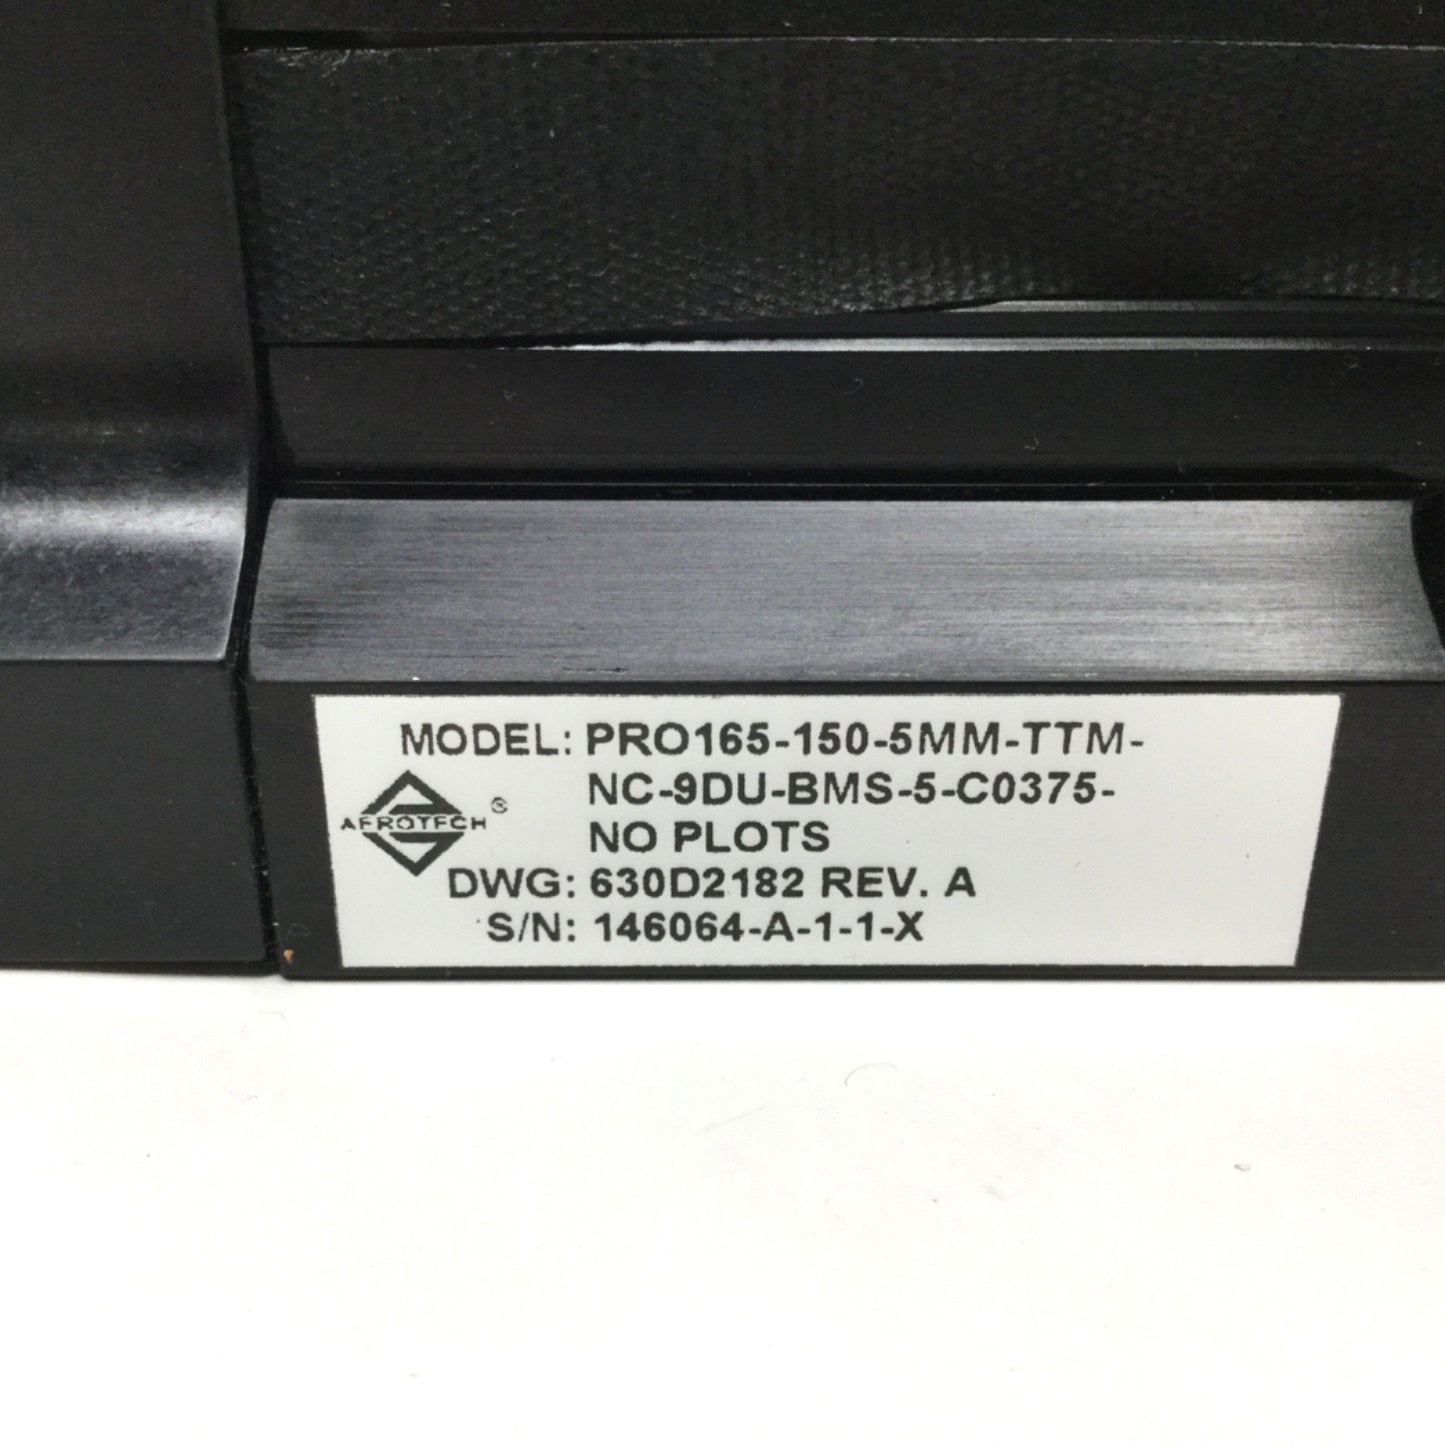 MODEL: PRO165-150-5MM-TTM-
NC-9DU-BMS-5-C0375-
AEROTECH ®
NO PLOTS
DWG: 630D2182 REV. A
S/N: 146064-A-1-1-X